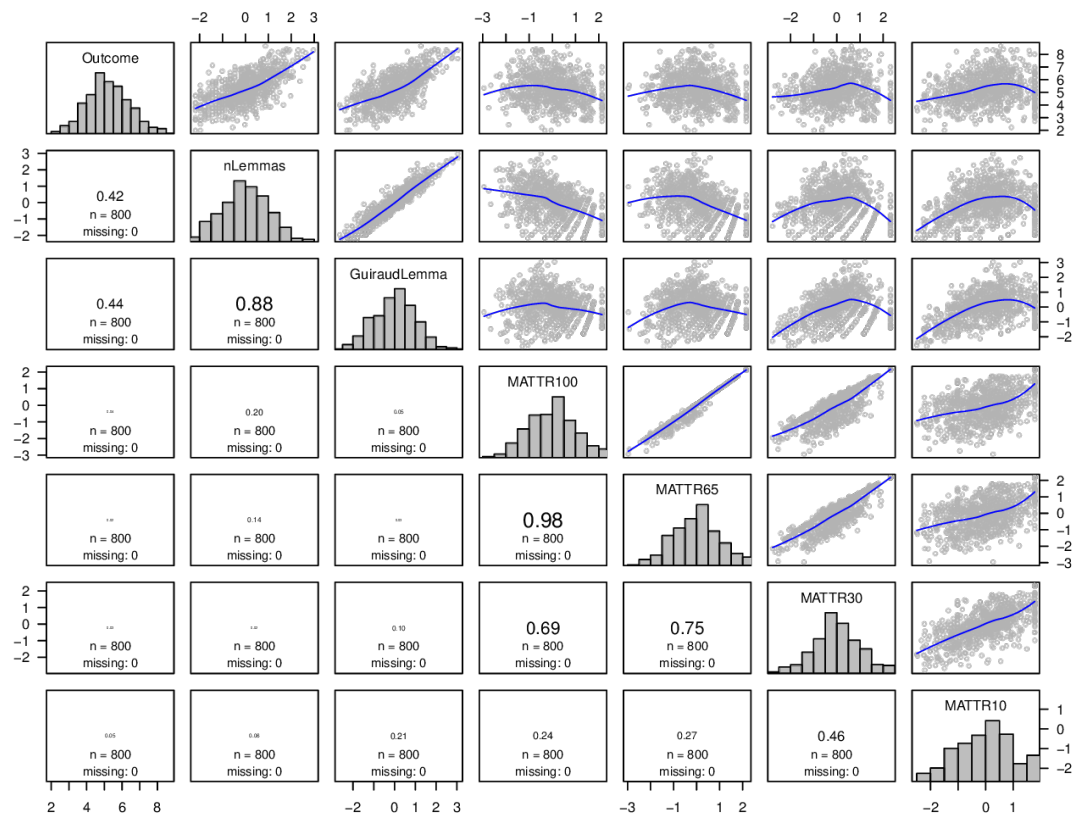 −2 0 1 2 3
−3 −1 0 1 2
−2 0 1 2
Outcome
8
7
6
5
4
3
2
3
2
1
0
−1
−2
0.42
n = 800
missing: 0
nLemmas
0.44
n = 800
missing: 0
0.88
n = 800
missing: 0
GuiraudLemma
3
2
1
0
−1
−2
2
1
0
−1
−2
−3
n = 800
missing: 0
0.20
n = 800
missing: 0
0.05
n = 800
missing: 0
MATTR100
n = 800
missing: 0
0.14
n = 800
missing: 0
n = 800
missing: 0
0.98
n = 800
missing: 0
MATTR65
2
1
0
−1
−2
−3
2
1
0
−1
−2
n = 800
missing: 0
n = 800
missing: 0
0.10
n = 800
missing: 0
0.69
n = 800
missing: 0
0.75
n = 800
missing: 0
MATTR30
0.05
n = 800
missing: 0
0.08
n = 800
missing: 0
0.21
n = 800
missing: 0
0.24
n = 800
missing: 0
0.27
n = 800
missing: 0
0.46
n = 800
missing: 0
MATTR10
1
0
−1
−2
2 4 6 8
−2 0 1 2 3
−3 −1 0 1 2
−2 0 1